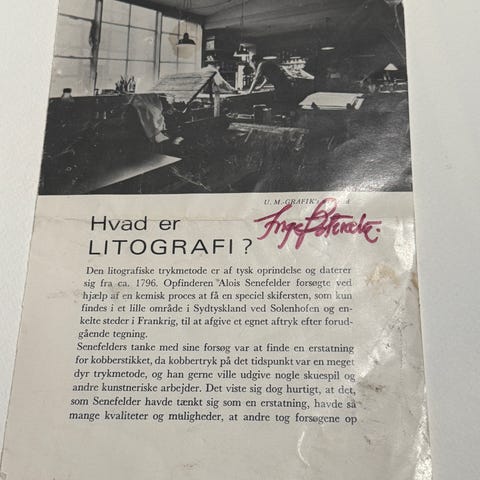 U. M.-GRAFIK
Hvad er
LITOGRAFI?
Den litografiske trykmetode er af tysk oprindelse og daterer
sig fra ca. 1796. Opfinderen Alois Senefelder forsøgte ved
hjælp af en kemisk proces at få en speciel skifersten, som kun
findes i et lille område i Sydtyskland ved Solenhofen og en-
kelte steder i Frankrig, til at afgive et egnet aftryk efter forud-
gående tegning.
Senefelders tanke med sine forsøg var at finde en erstatning
for kobberstikket, da kobbertryk på det tidspunkt var en meget
dyr trykmetode, og han gerne ville udgive nogle skuespil og
andre kunstneriske arbejder. Det viste sig dog hurtigt, at det,
som Senefelder havde tænkt sig som en erstatning, havde så
mange kvaliteter og muligheder, at andre tog forsøgene op